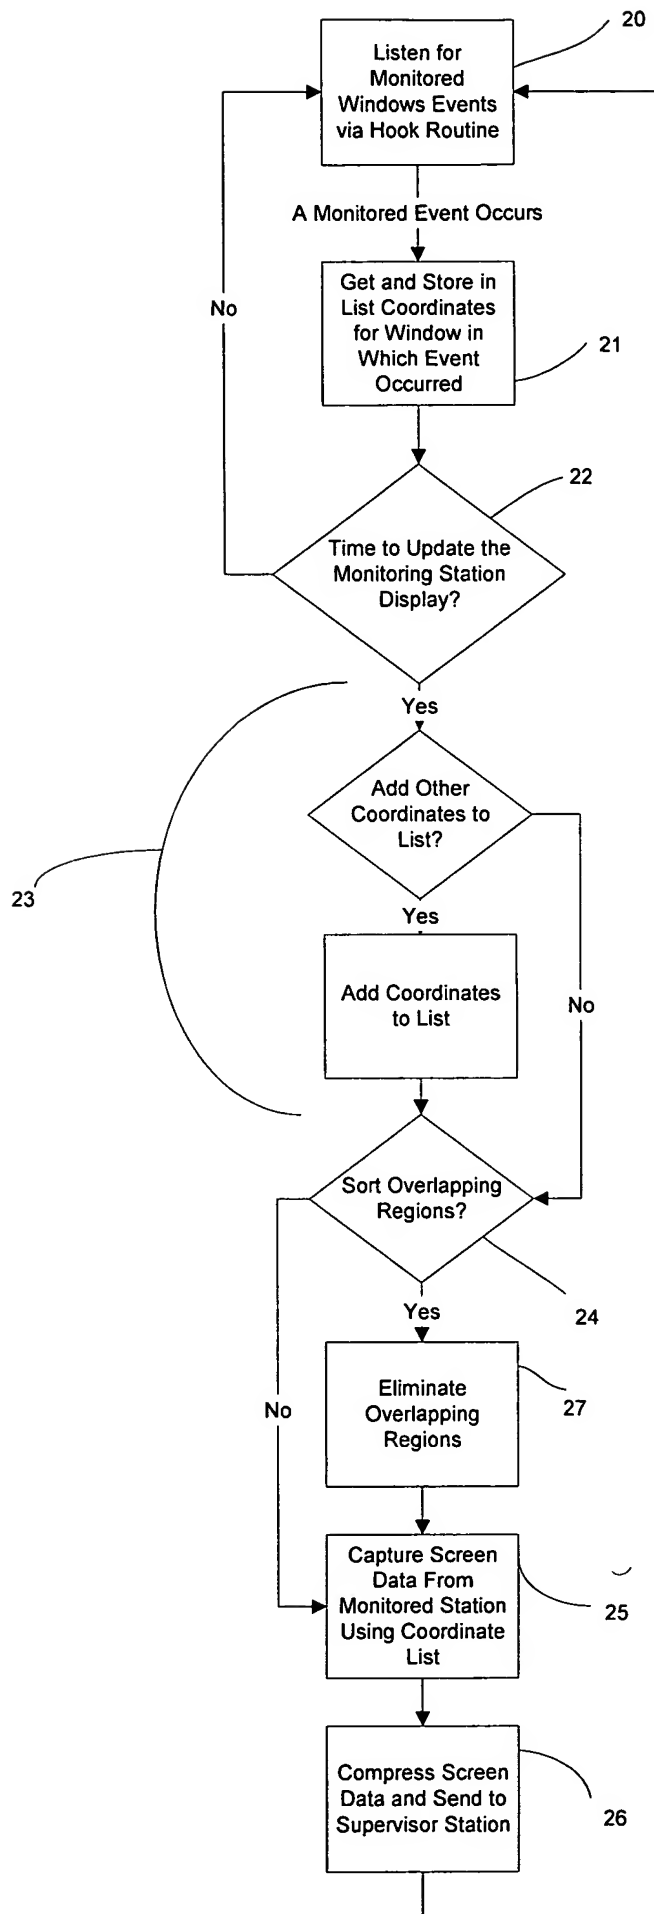 20
Listen for
Monitored
Windows Events
via Hook Routine
A Monitored Event Occurs
Get and Store in
List Coordinates
for Window in
Which Event
Occurred
No
21
22
Time to Update the
Monitoring Station
Display?
Yes
Add Other
Coordinates to
List?
23
Yes
Add Coordinates
to List
No
Sort Overlapping
Regions?
24
Yes
Eliminate
Overlapping
Regions
27
No
Capture Screen
Data From
Monitored Station
Using Coordinate
List
25
Compress Screen
Data and Send to
Supervisor Station
26